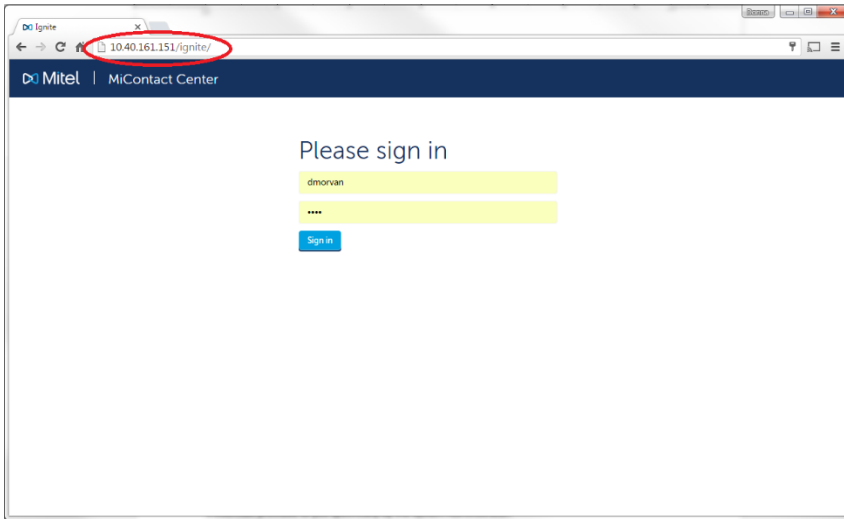 Ignite
10.40.161.151/ignite/
Mitel | MiContact Center
Please sign in
dmorvan
••••
Sign in